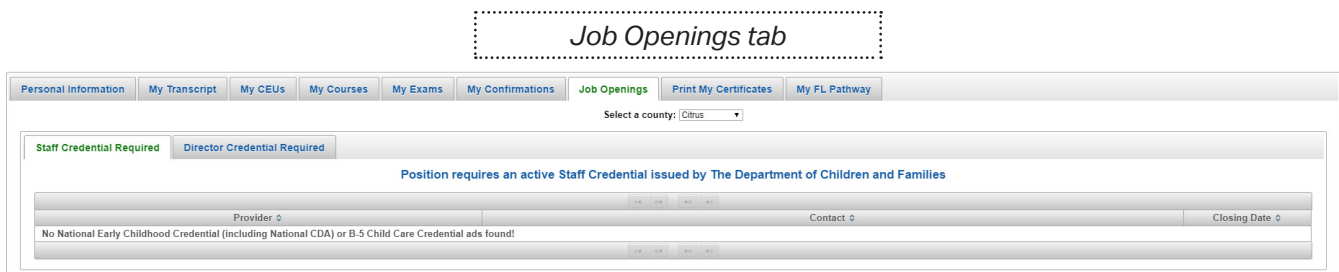 Job Openings tab
Personal Information My Transcript My CEUs My Courses My Exams My Confirmations Job Openings Print My Certificates My FL Pathway
Select a county: Citrus
Staff Credential Required Director Credential Required
Position requires an active Staff Credential issued by The Department of Children and Families
Provider Contact Closing Date
No National Early Childhood Credential (including National CDA) or B-5 Child Care Credential ads found!